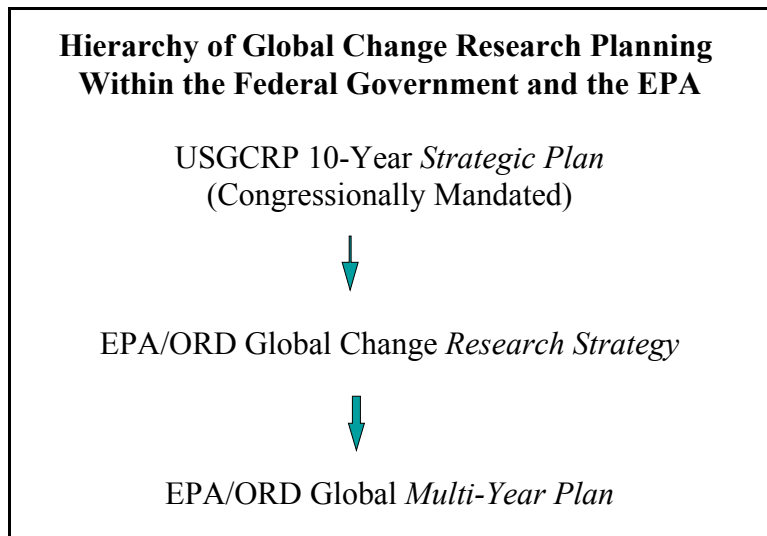 Hierarchy of Global Change Research Planning
Within the Federal Government and the EPA
USGCRP 10-Year Strategic Plan
(Congressionally Mandated)
EPA/ORD Global Change Research Strategy
EPA/ORD Global Multi-Year Plan